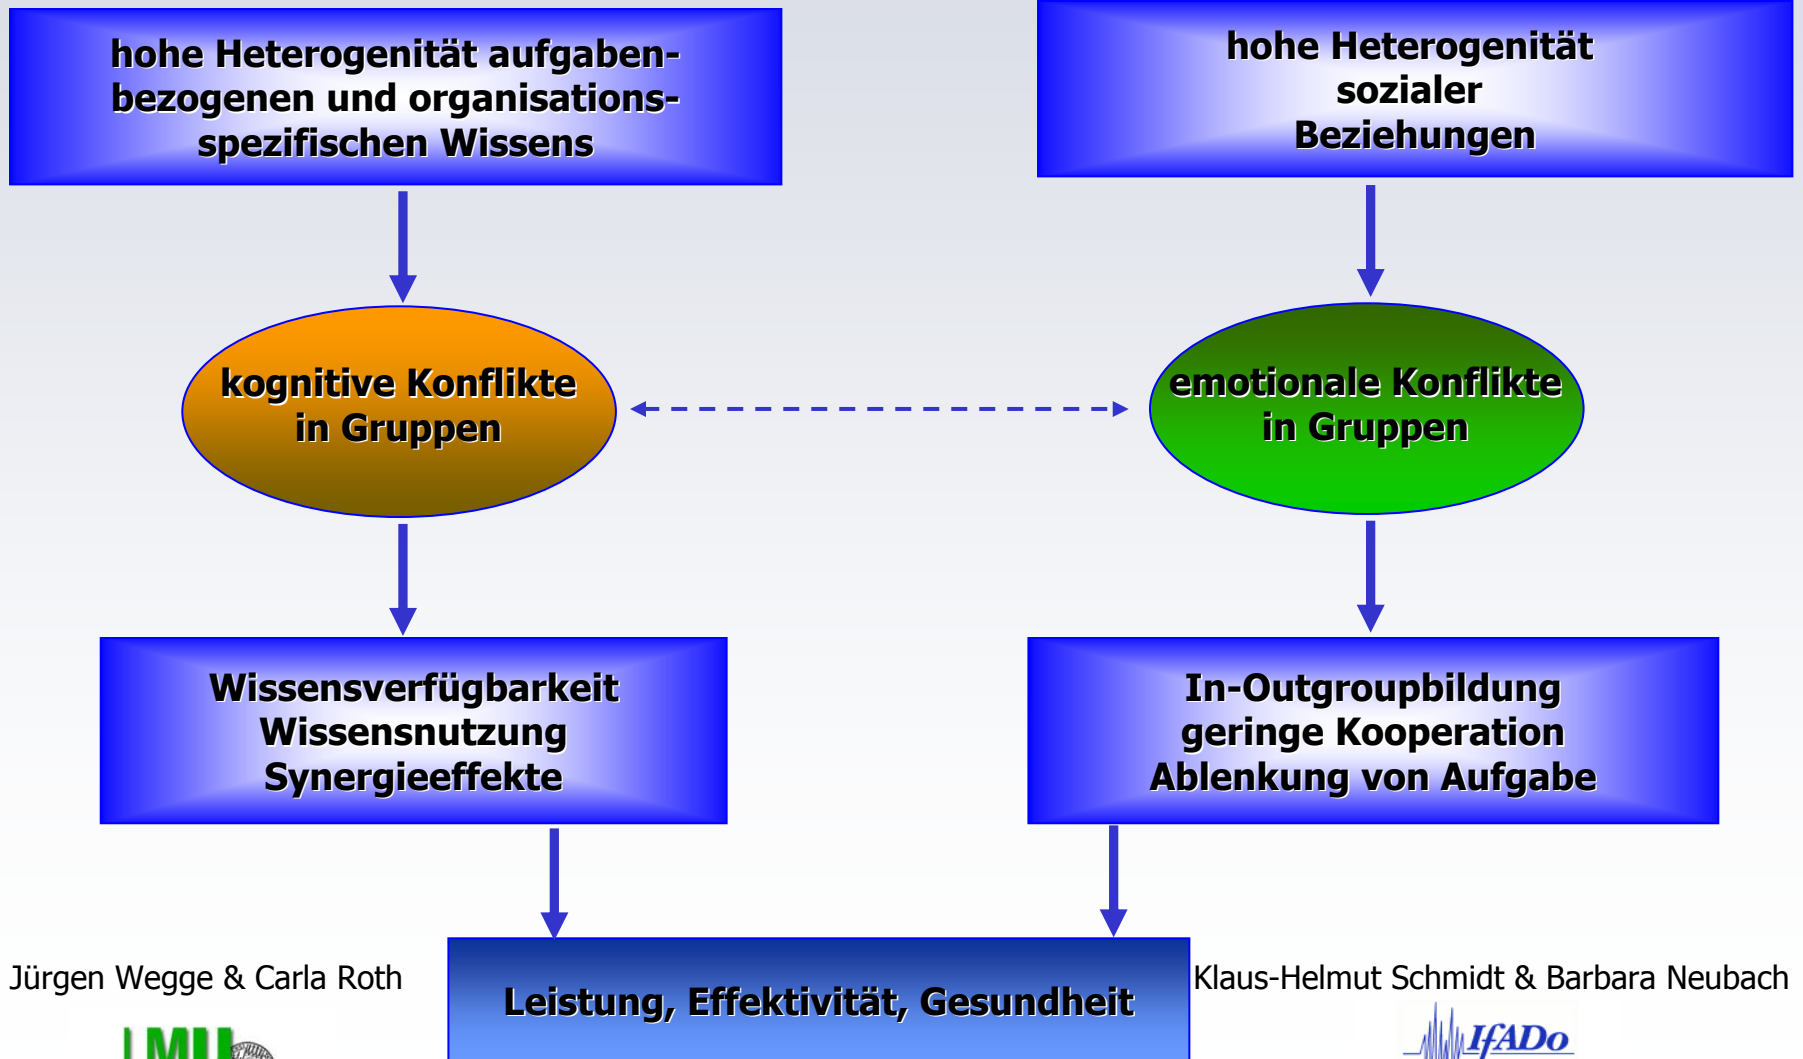 hohe Heterogenität aufgaben-
bezogenen und organisations-
spezifischen Wissens
hohe Heterogenität
sozialer
Beziehungen
kognitive Konflikte
in Gruppen
emotionale Konflikte
in Gruppen
Wissensverfügbarkeit
Wissensnutzung
Synergieeffekte
In-Outgroupbildung
geringe Kooperation
Ablenkung von Aufgabe
Jürgen Wegge & Carla Roth
Leistung, Effektivität, Gesundheit
Klaus-Helmut Schmidt & Barbara Neubach
LMU
IfADo